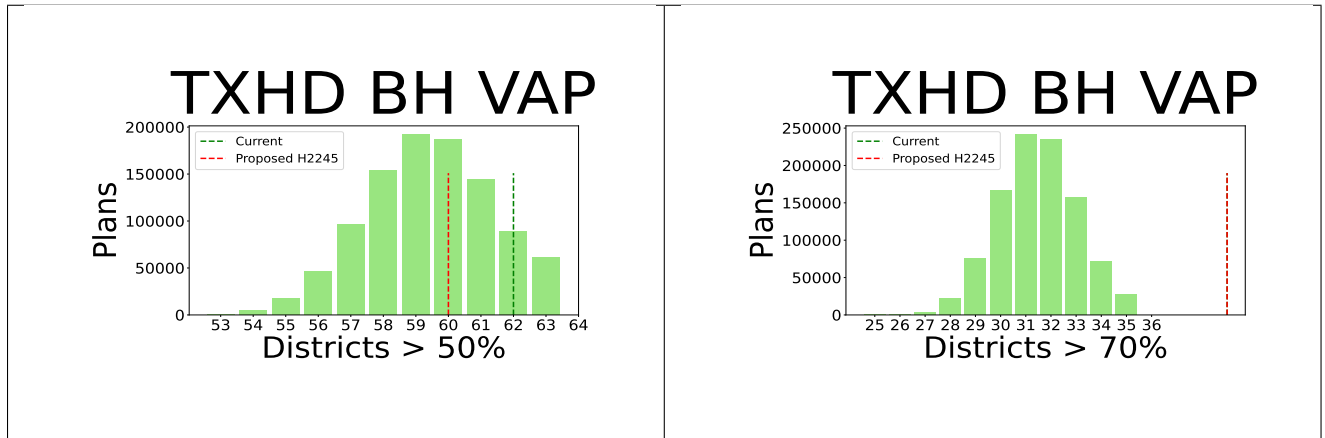 TXHD BH VAP
200000
150000
100000
50000
0
Plans
Current
Proposed H2245
53 54 55 56 57 58 59 60 61 62 63 64
Districts > 50%
TXHD BH VAP
250000
200000
150000
100000
50000
0
Plans
Current
Proposed H2245
25 26 27 28 29 30 31 32 33 34 35 36
Districts > 70%